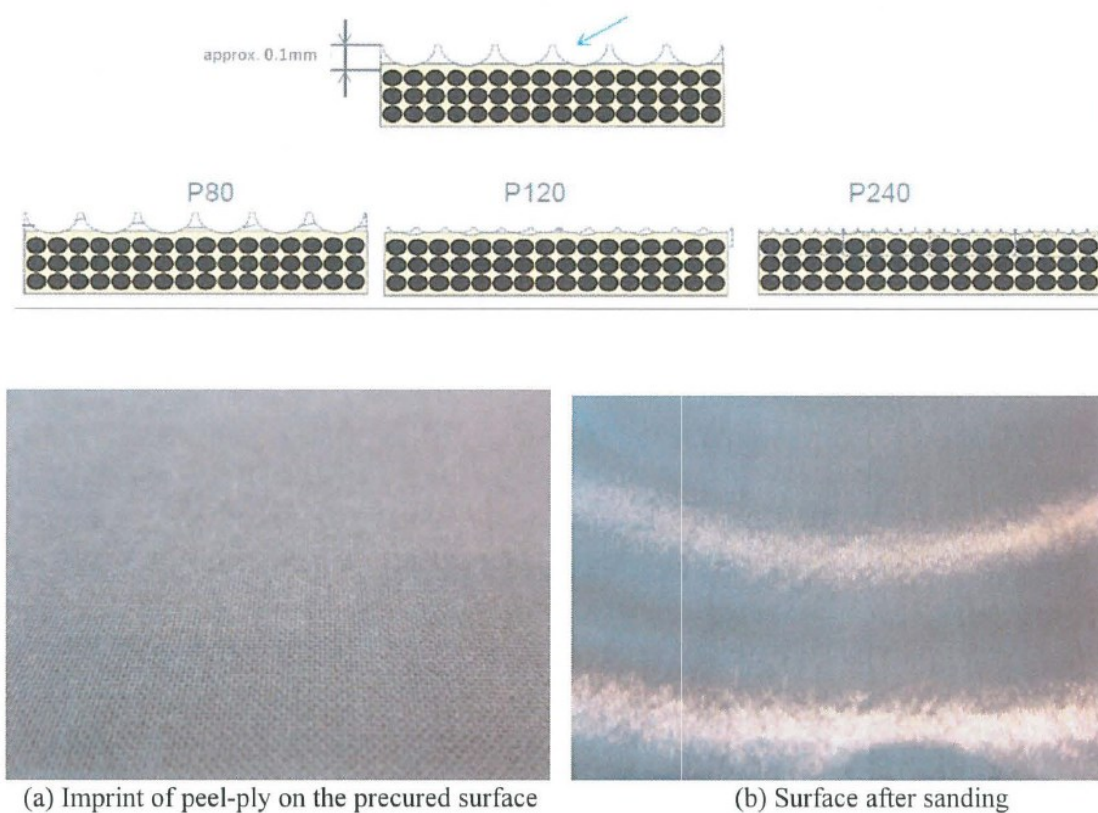 approx. 0.1mm
P80 P120 P240
(a) Imprint of peel-ply on the precured surface
(b) Surface after sanding